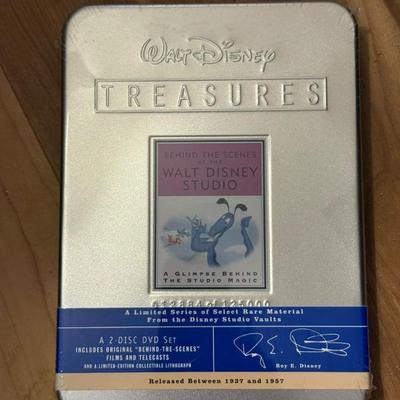 WALT DISNEY
TREASURES
BEHIND THE SCENES
AT THE
WALT DISNEY
STUDIO
A GLIMPSE BEHIND
THE STUDIO MAGIC
of 125000
A Limited Series of Select Rare Material
From the Disney Studio Vaults
A 2-DISC DVD SET
INCLUDES ORIGINAL "BEHIND-THE-SCENES"
FILMS AND TELECASTS
AND A LIMITED-EDITION COLLECTIBLE LITHOGRAPH
Roy E. Disney
Released Between 1937 and 1957